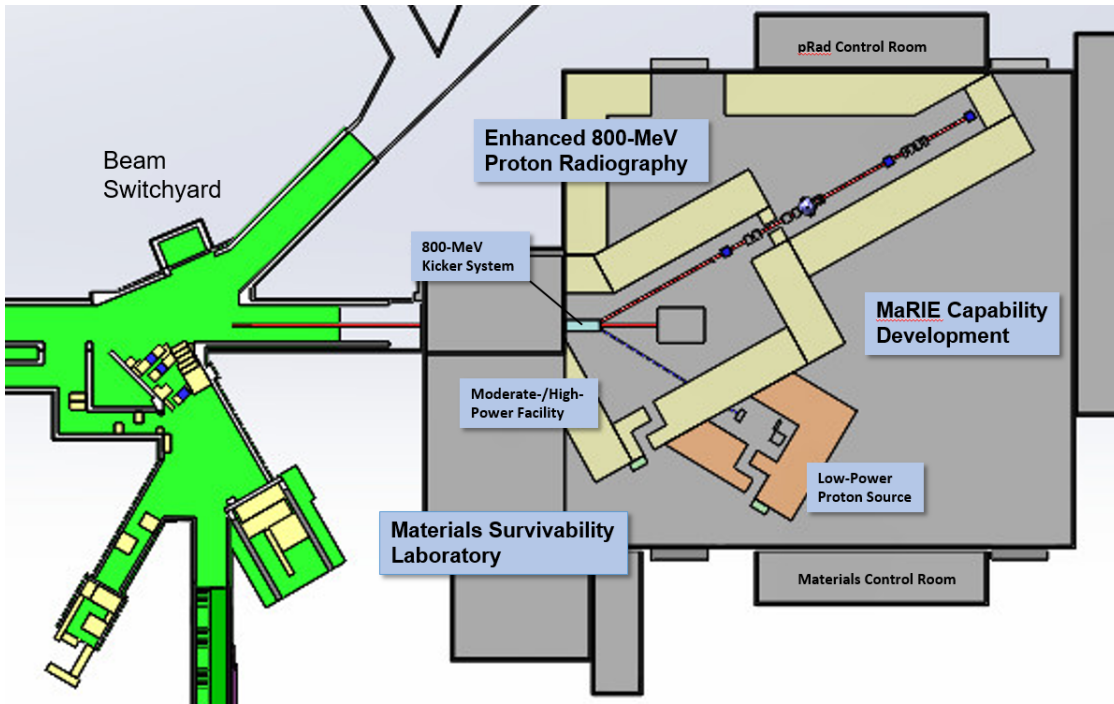 pRad Control Room
Enhanced 800-MeV
Proton Radiography
Beam
Switchyard
800-MeV
Kicker System
MaRIE Capability
Development
Moderate-/High-
Power Facility
Low-Power
Proton Source
Materials Survivability
Laboratory
Materials Control Room